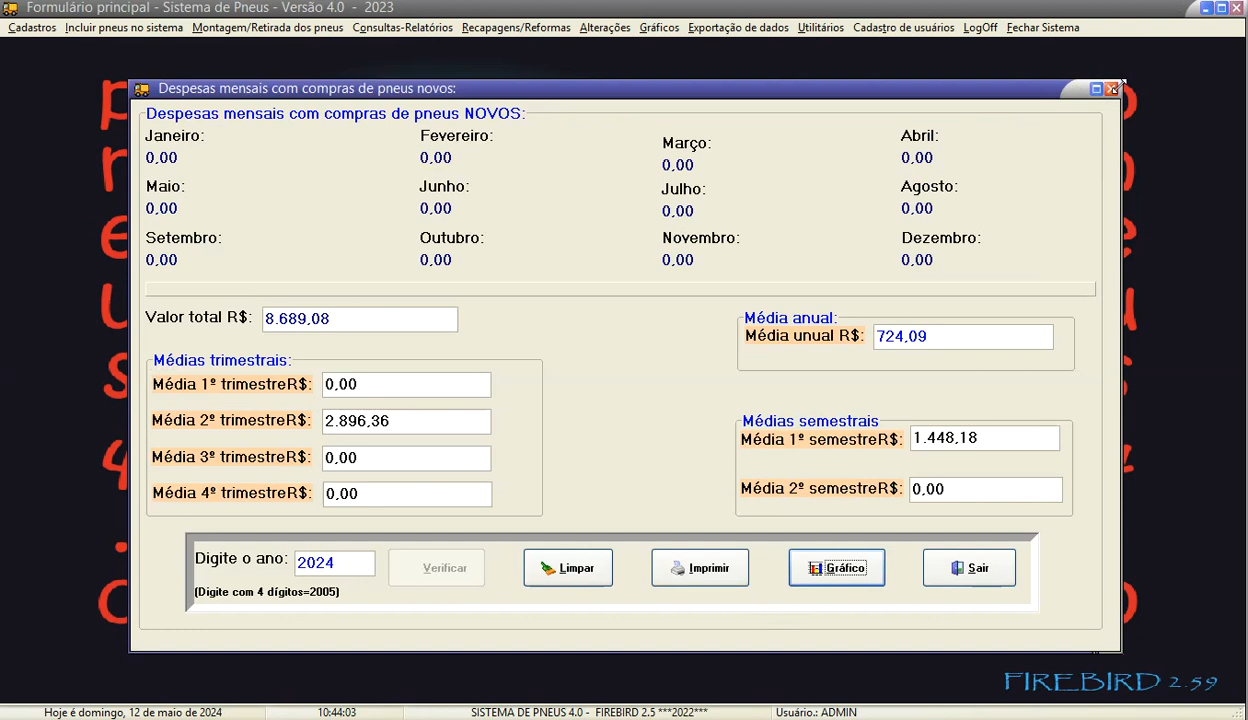 Formulário principal - Sistema de Pneus - Versão 4.0 - 2023
Cadastros Incluir pneus no sistema Montagem/Retirada dos pneus Consultas-Relatórios Recapagens/Reformas Alterações Gráficos Exportação de dados Utilitários Cadastro de usuários LogOff Fechar Sistema
Despesas mensais com compras de pneus novos:
Despesas mensais com compras de pneus NOVOS:
Janeiro: Fevereiro: Março: Abril:
0,00 0,00 0,00 0,00
Maio: Junho: Julho: Agosto:
0,00 0,00 0,00 0,00
Setembro: Outubro: Novembro: Dezembro:
0,00 0,00 0,00 0,00
Valor total R$: 8.689,08
Média anual:
Média unual R$: 724,09
Médias trimestrais:
Média 1º trimestreR$: 0,00
Média 2º trimestreR$: 2.896,36
Média 3º trimestreR$: 0,00
Média 4º trimestreR$: 0,00
Médias semestrais
Média 1º semestreR$: 1.448,18
Média 2º semestreR$: 0,00
Digite o ano: 2024 Verificar Limpar Imprimir Gráfico Sair
(Digite com 4 dígitos=2005)
FIREBIRD 2.59
Hoje é domingo, 12 de maio de 2024 10:44:03 SISTEMA DE PNEUS 4.0 - FIREBIRD 2.5 ***2022*** Usuário.: ADMIN